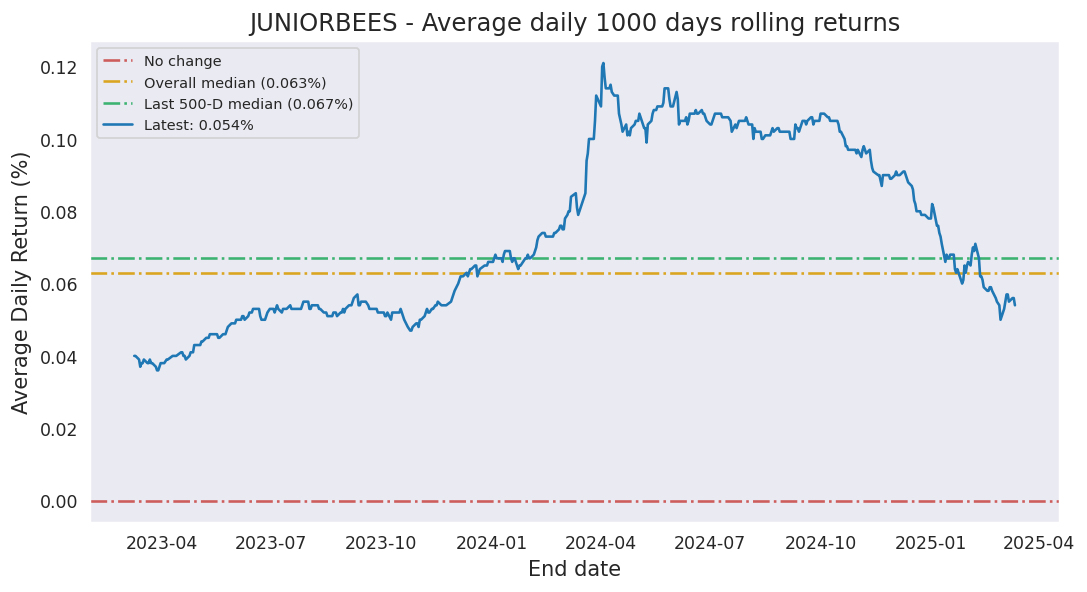 JUNIORBEES - Average daily 1000 days rolling returns
No change
Overall median (0.063%)
Last 500-D median (0.067%)
Latest: 0.054%
Average Daily Return (%)
0.12
0.10
0.08
0.06
0.04
0.02
0.00
2023-04 2023-07 2023-10 2024-01 2024-04 2024-07 2024-10 2025-01 2025-04
End date